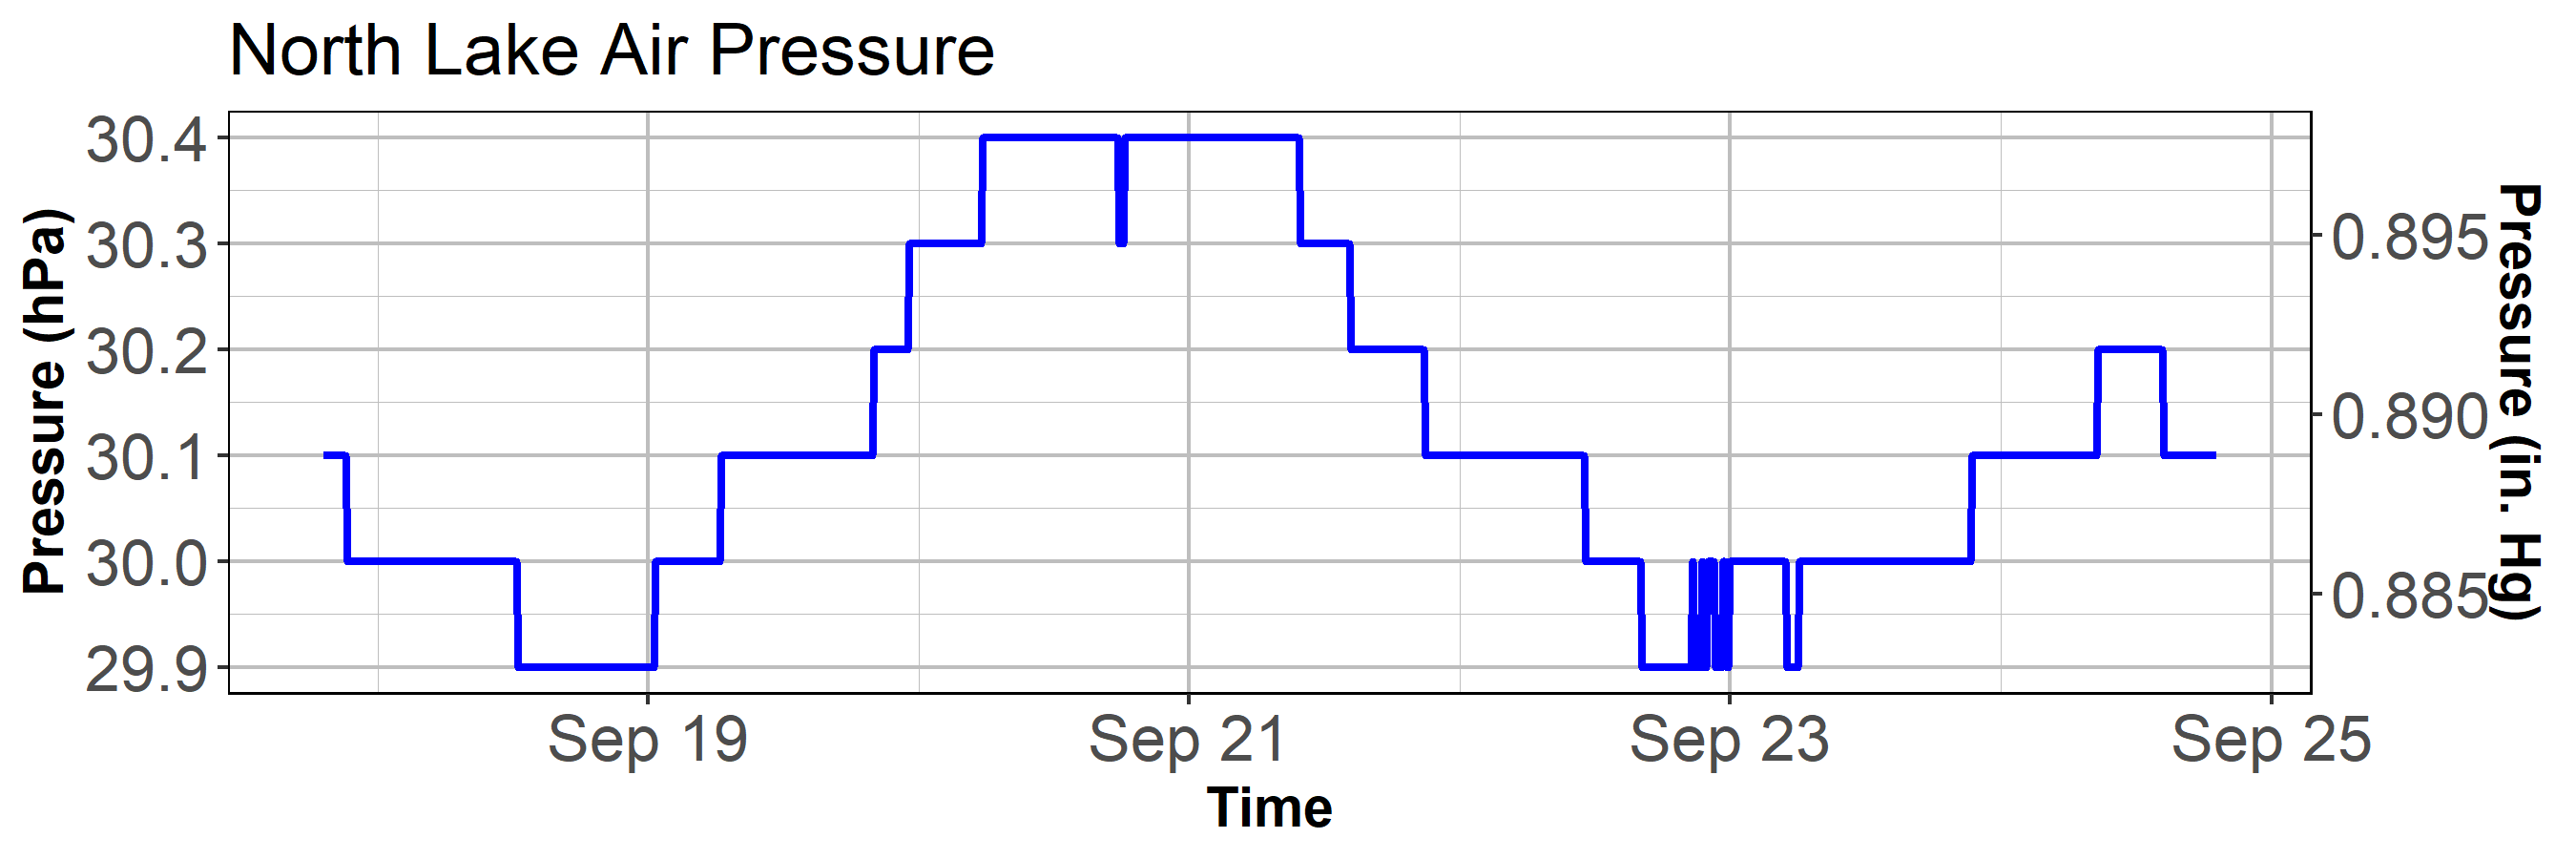 North Lake Air Pressure
Pressure (hPa)
30.4
30.3
30.2
30.1
30.0
29.9
0.895
0.890
0.885
Pressure (in. Hg)
Sep 19 Sep 21 Sep 23 Sep 25
Time